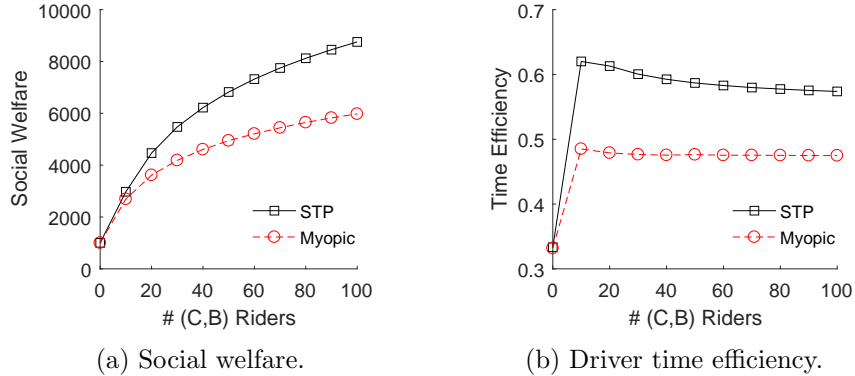 10000
8000
6000
4000
2000
0
Social Welfare
STP
Myopic
0 20 40 60 80 100
# (C,B) Riders
(a) Social welfare.
0.7
0.6
0.5
0.4
0.3
Time Efficiency
STP
Myopic
0 20 40 60 80 100
# (C,B) Riders
(b) Driver time efficiency.